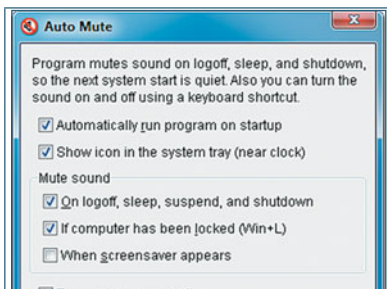 Auto Mute
Program mutes sound on logoff, sleep, and shutdown,
so the next system start is quiet. Also you can turn the
sound on and off using a keyboard shortcut.
Automatically run program on startup
Show icon in the system tray (near clock)
Mute sound
On logoff, sleep, suspend, and shutdown
If computer has been locked (Win+L)
When screensaver appears